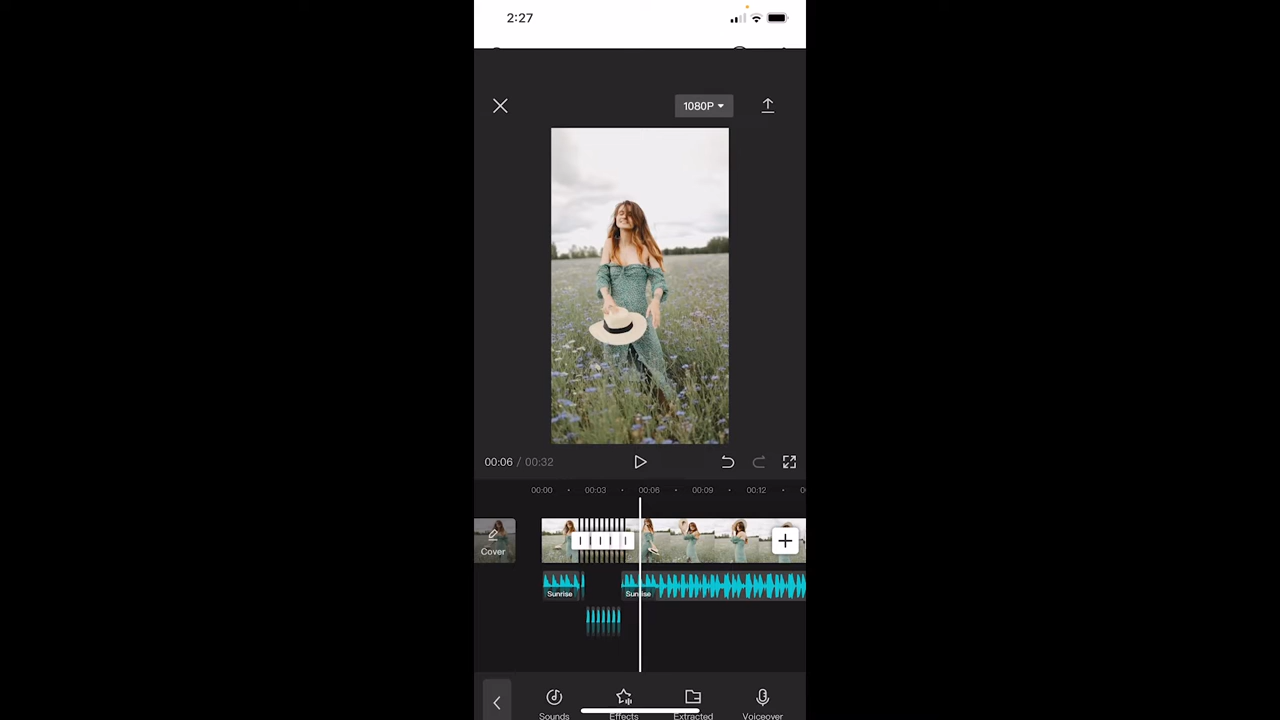 2:27
1080P
00:06 / 00:32
00:00 00:03 00:06 00:09 00:12
Cover
Sunrise Sunrise
Sounds Effects Extracted Voiceover